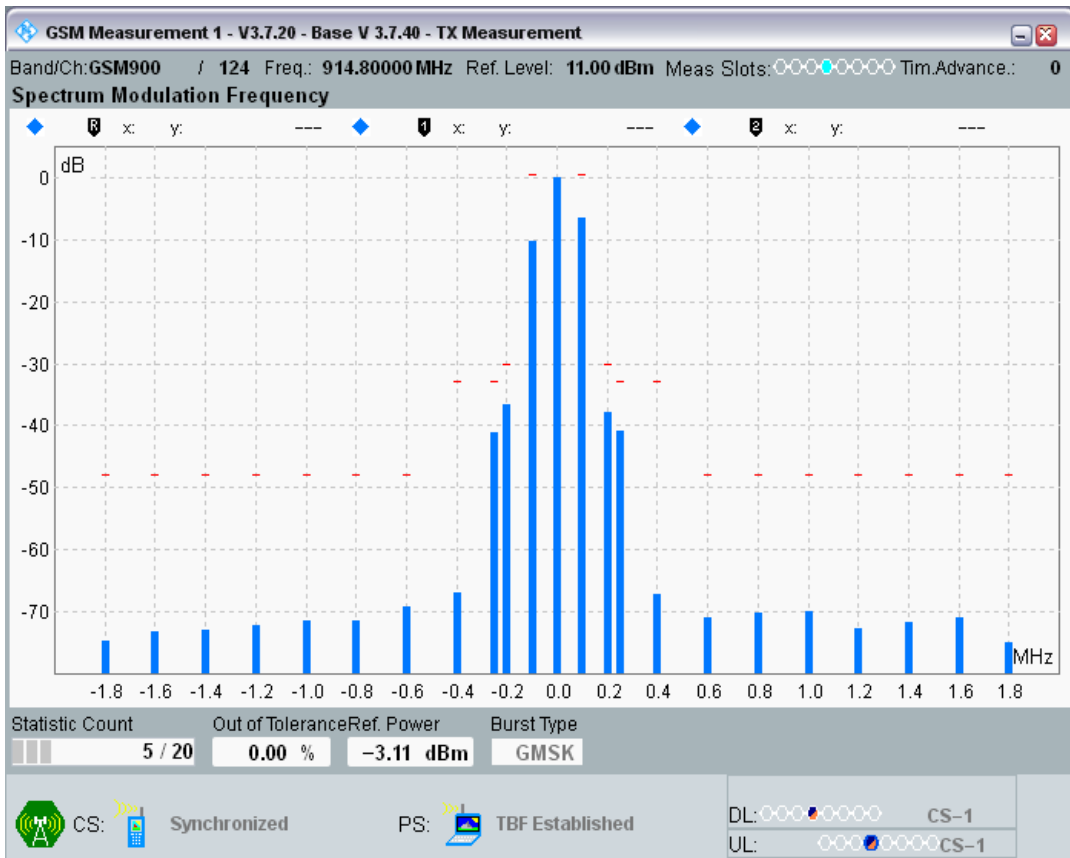 GSM Measurement 1 - V3.7.20 - Base V 3.7.40 - TX Measurement
Band/Ch:GSM900 / 124 Freq.: 914.80000 MHz Ref. Level: 11.00 dBm Meas Slots: Tim.Advance.: 0
Spectrum Modulation Frequency
R x: y: --- 1 x: y: --- 2 x: y: ---
dB
0
-10
-20
-30
-40
-50
-60
-70
MHz
-1.8 -1.6 -1.4 -1.2 -1.0 -0.8 -0.6 -0.4 -0.2 0.0 0.2 0.4 0.6 0.8 1.0 1.2 1.4 1.6 1.8
Statistic Count Out of Tolerance Ref. Power Burst Type
5 / 20 0.00 % −3.11 dBm GMSK
CS: Synchronized PS: TBF Established
DL: CS−1
UL: CS−1